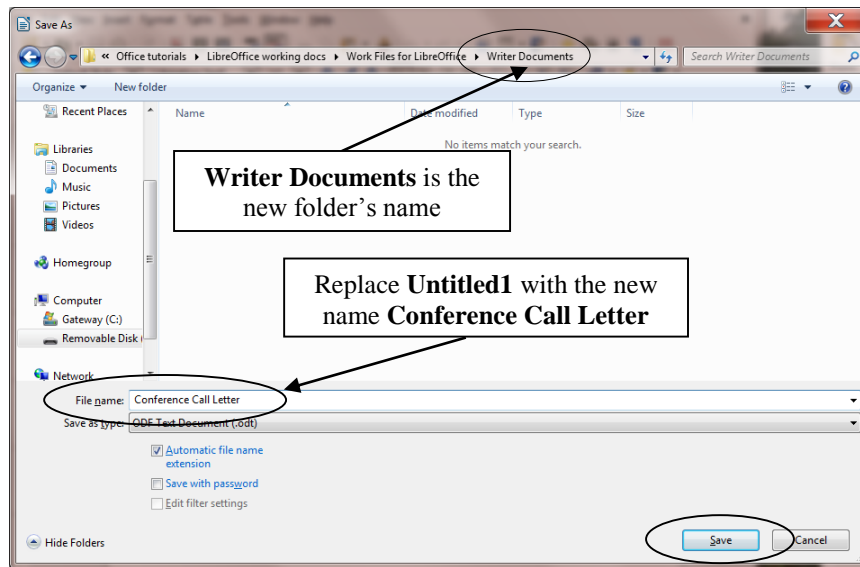 Save As
« Office tutorials ▸ LibreOffice working docs ▸ Work Files for LibreOffice ▸ Writer Documents
Search Writer Documents
Organize ▾ New folder
Recent Places
Name Date modified Type Size
No items match your search.
Libraries
Documents
Music
Pictures
Videos
Writer Documents is the
new folder's name
Homegroup
Replace Untitled1 with the new
name Conference Call Letter
Computer
Gateway (C:)
Removable Disk (
Network
File name: Conference Call Letter
Save as type: ODF Text Document (.odt)
Automatic file name
extension
Save with password
Edit filter settings
Hide Folders
Save Cancel